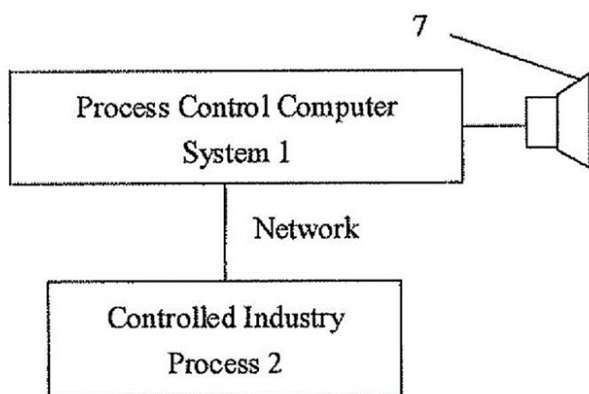 7
Process Control Computer
System 1
Network
Controlled Industry
Process 2